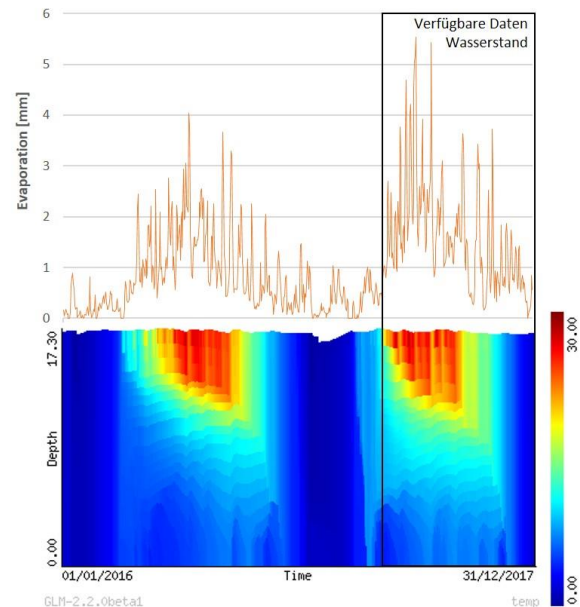 Verfügbare Daten
Wasserstand
Evaporation [mm]
6
5
4
3
2
1
0
17.30
Depth
0.00
30.00
0.00
01/01/2016 Time 31/12/2017
GLM-2.2.0beta1 temp